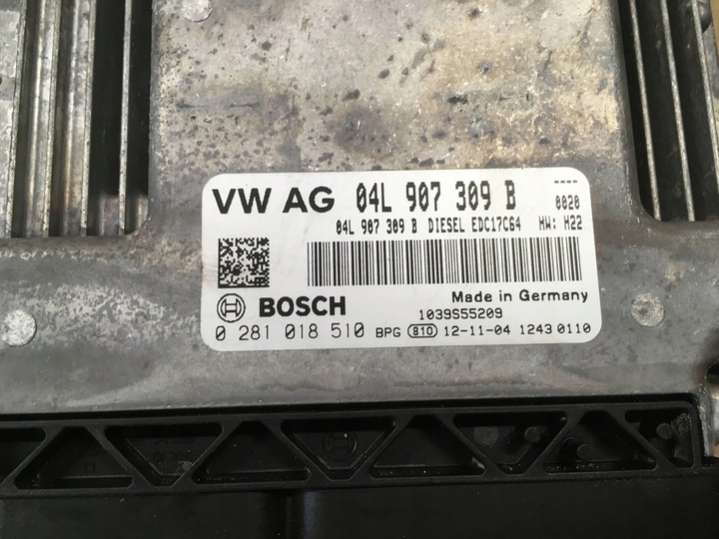 VW AG 04L 907 309 B ----
0020
04L 907 309 B DIESEL EDC17C64 HW: H22
BOSCH
Made in Germany
1039S55209
0 281 018 510 BPG 810 12-11-04 1243 0110